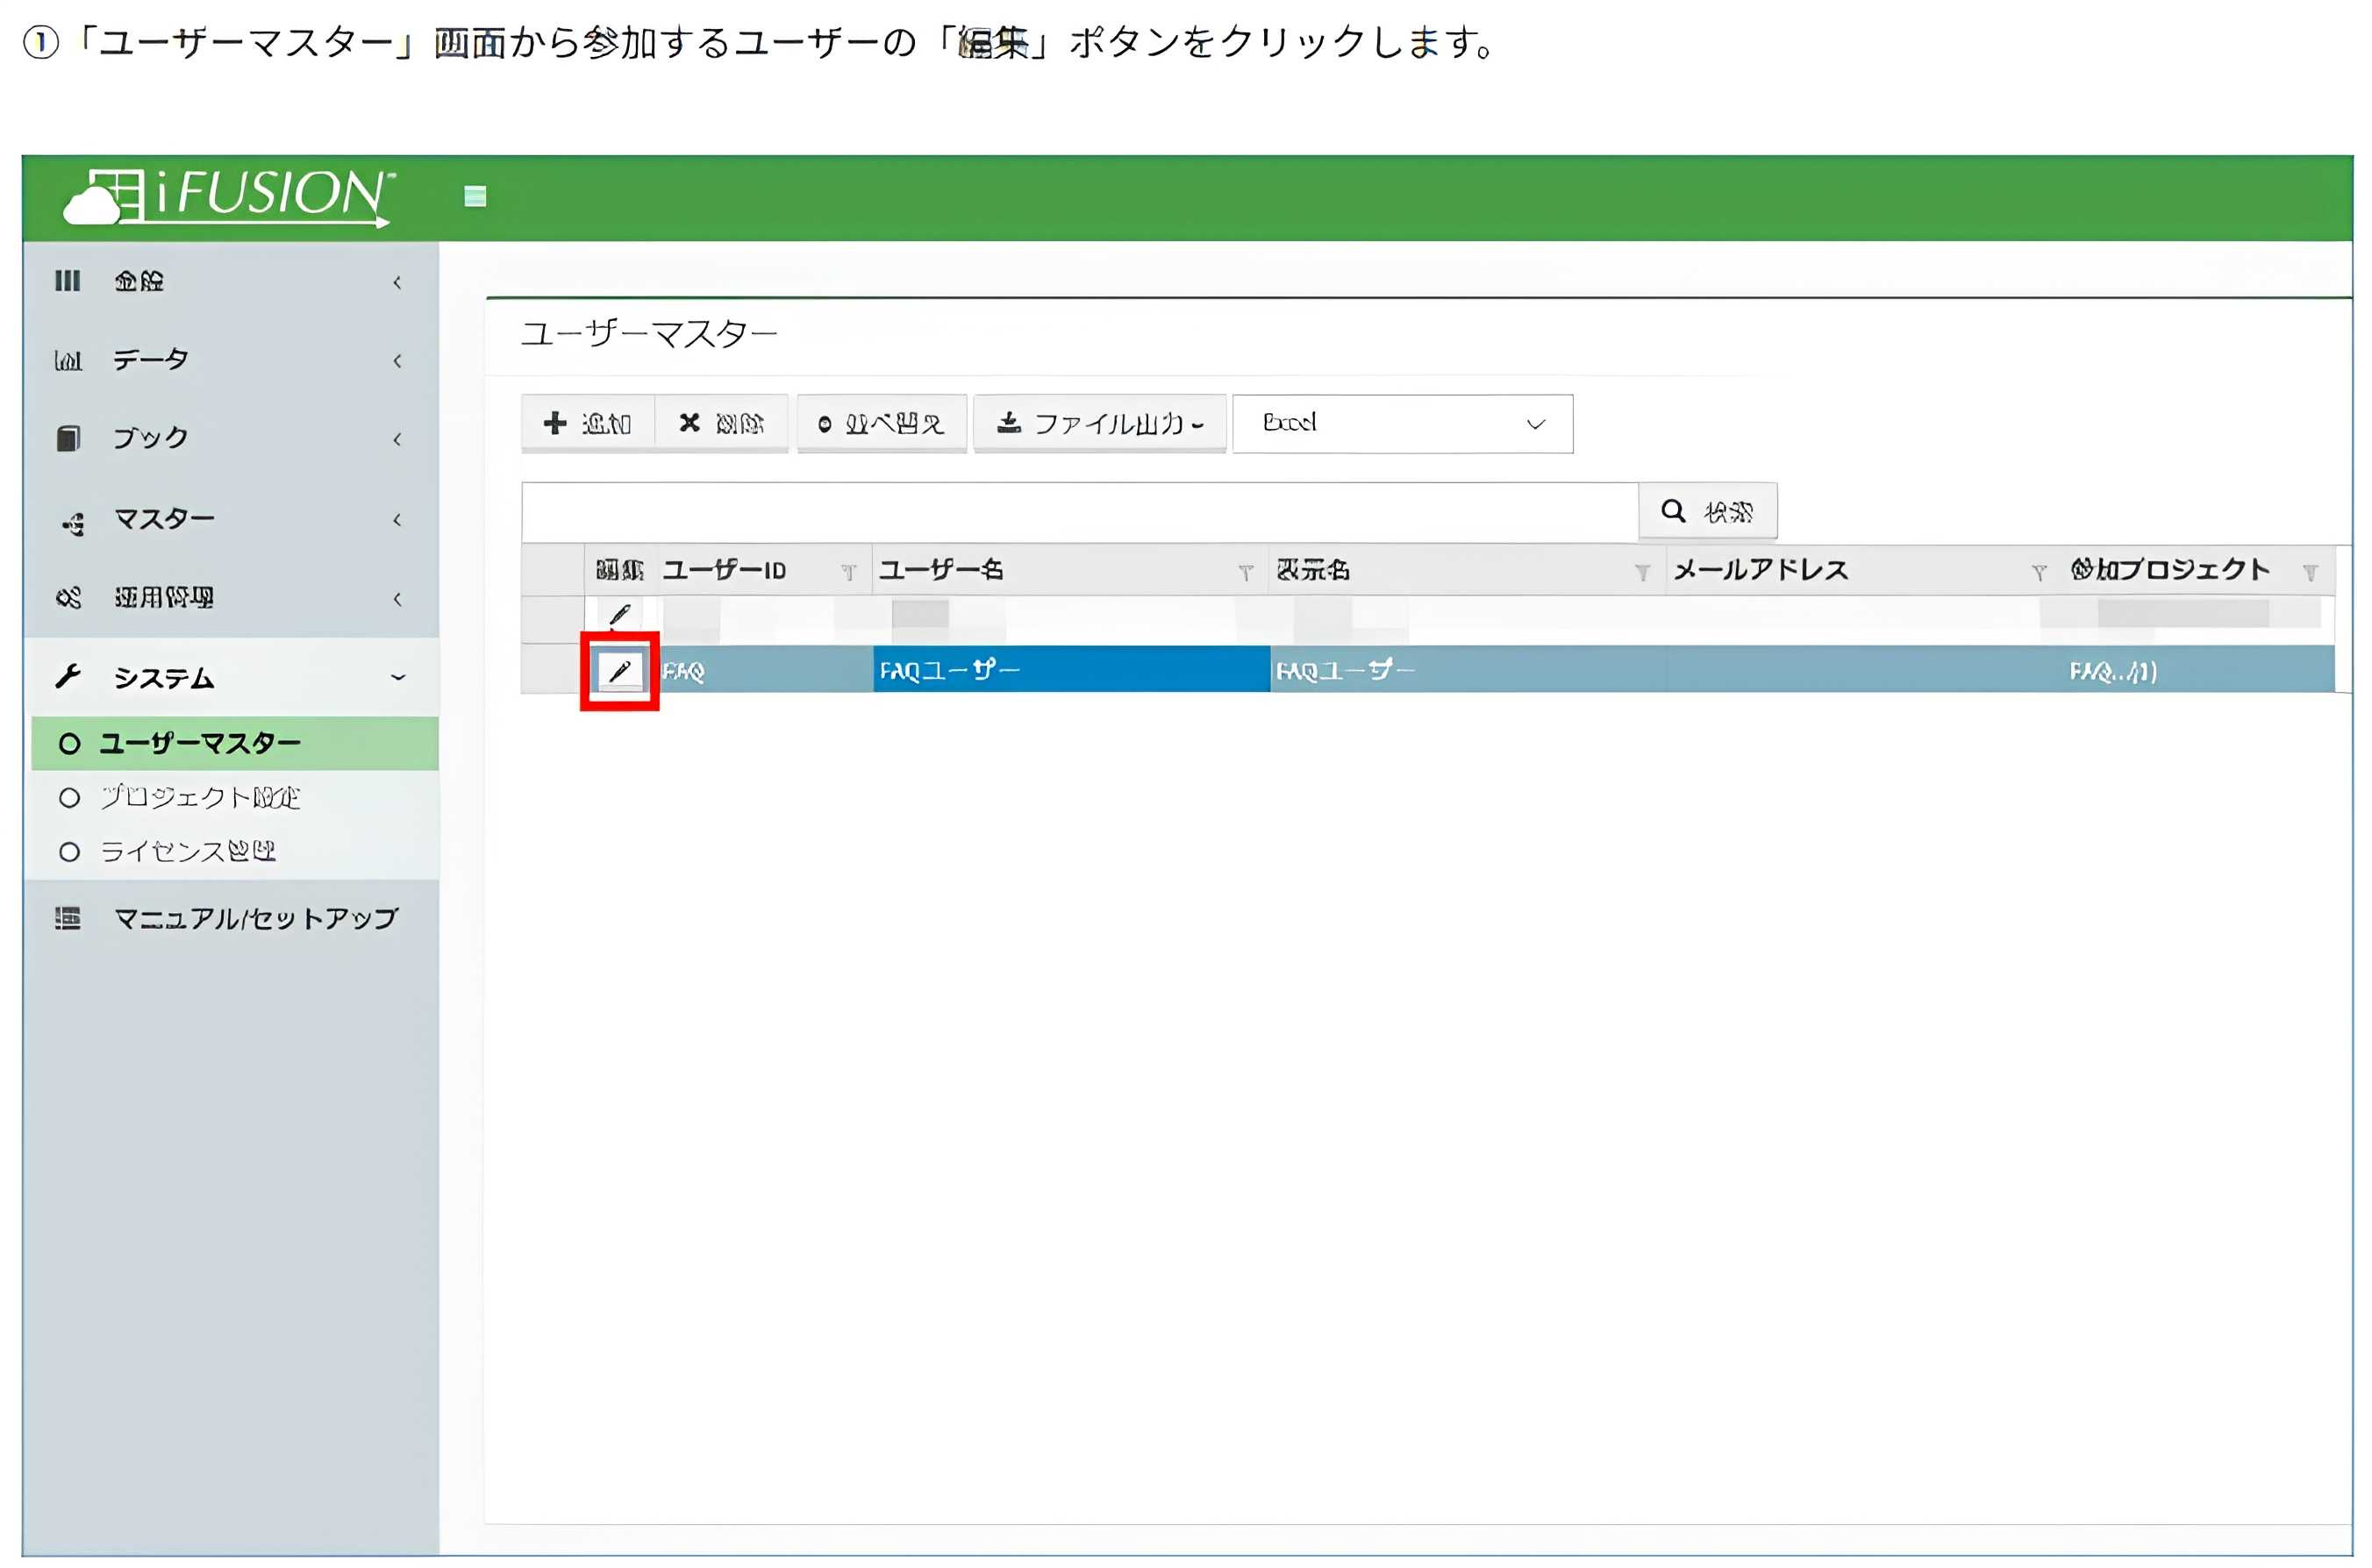 ①「ユーザーマスター」画面から参加するユーザーの「編集」ボタンをクリックします。
iFUSION
データ
ブック
マスター
運用管理
システム
ユーザーマスター
プロジェクト設定
ライセンス管理
マニュアル/セットアップ
ユーザーマスター
追加 削除 並べ替え ファイル出力 Excel
検索
編集 ユーザーID ユーザー名 表示名 メールアドレス 参加プロジェクト
FAQ FAQユーザー FAQユーザー FAQ...(1)